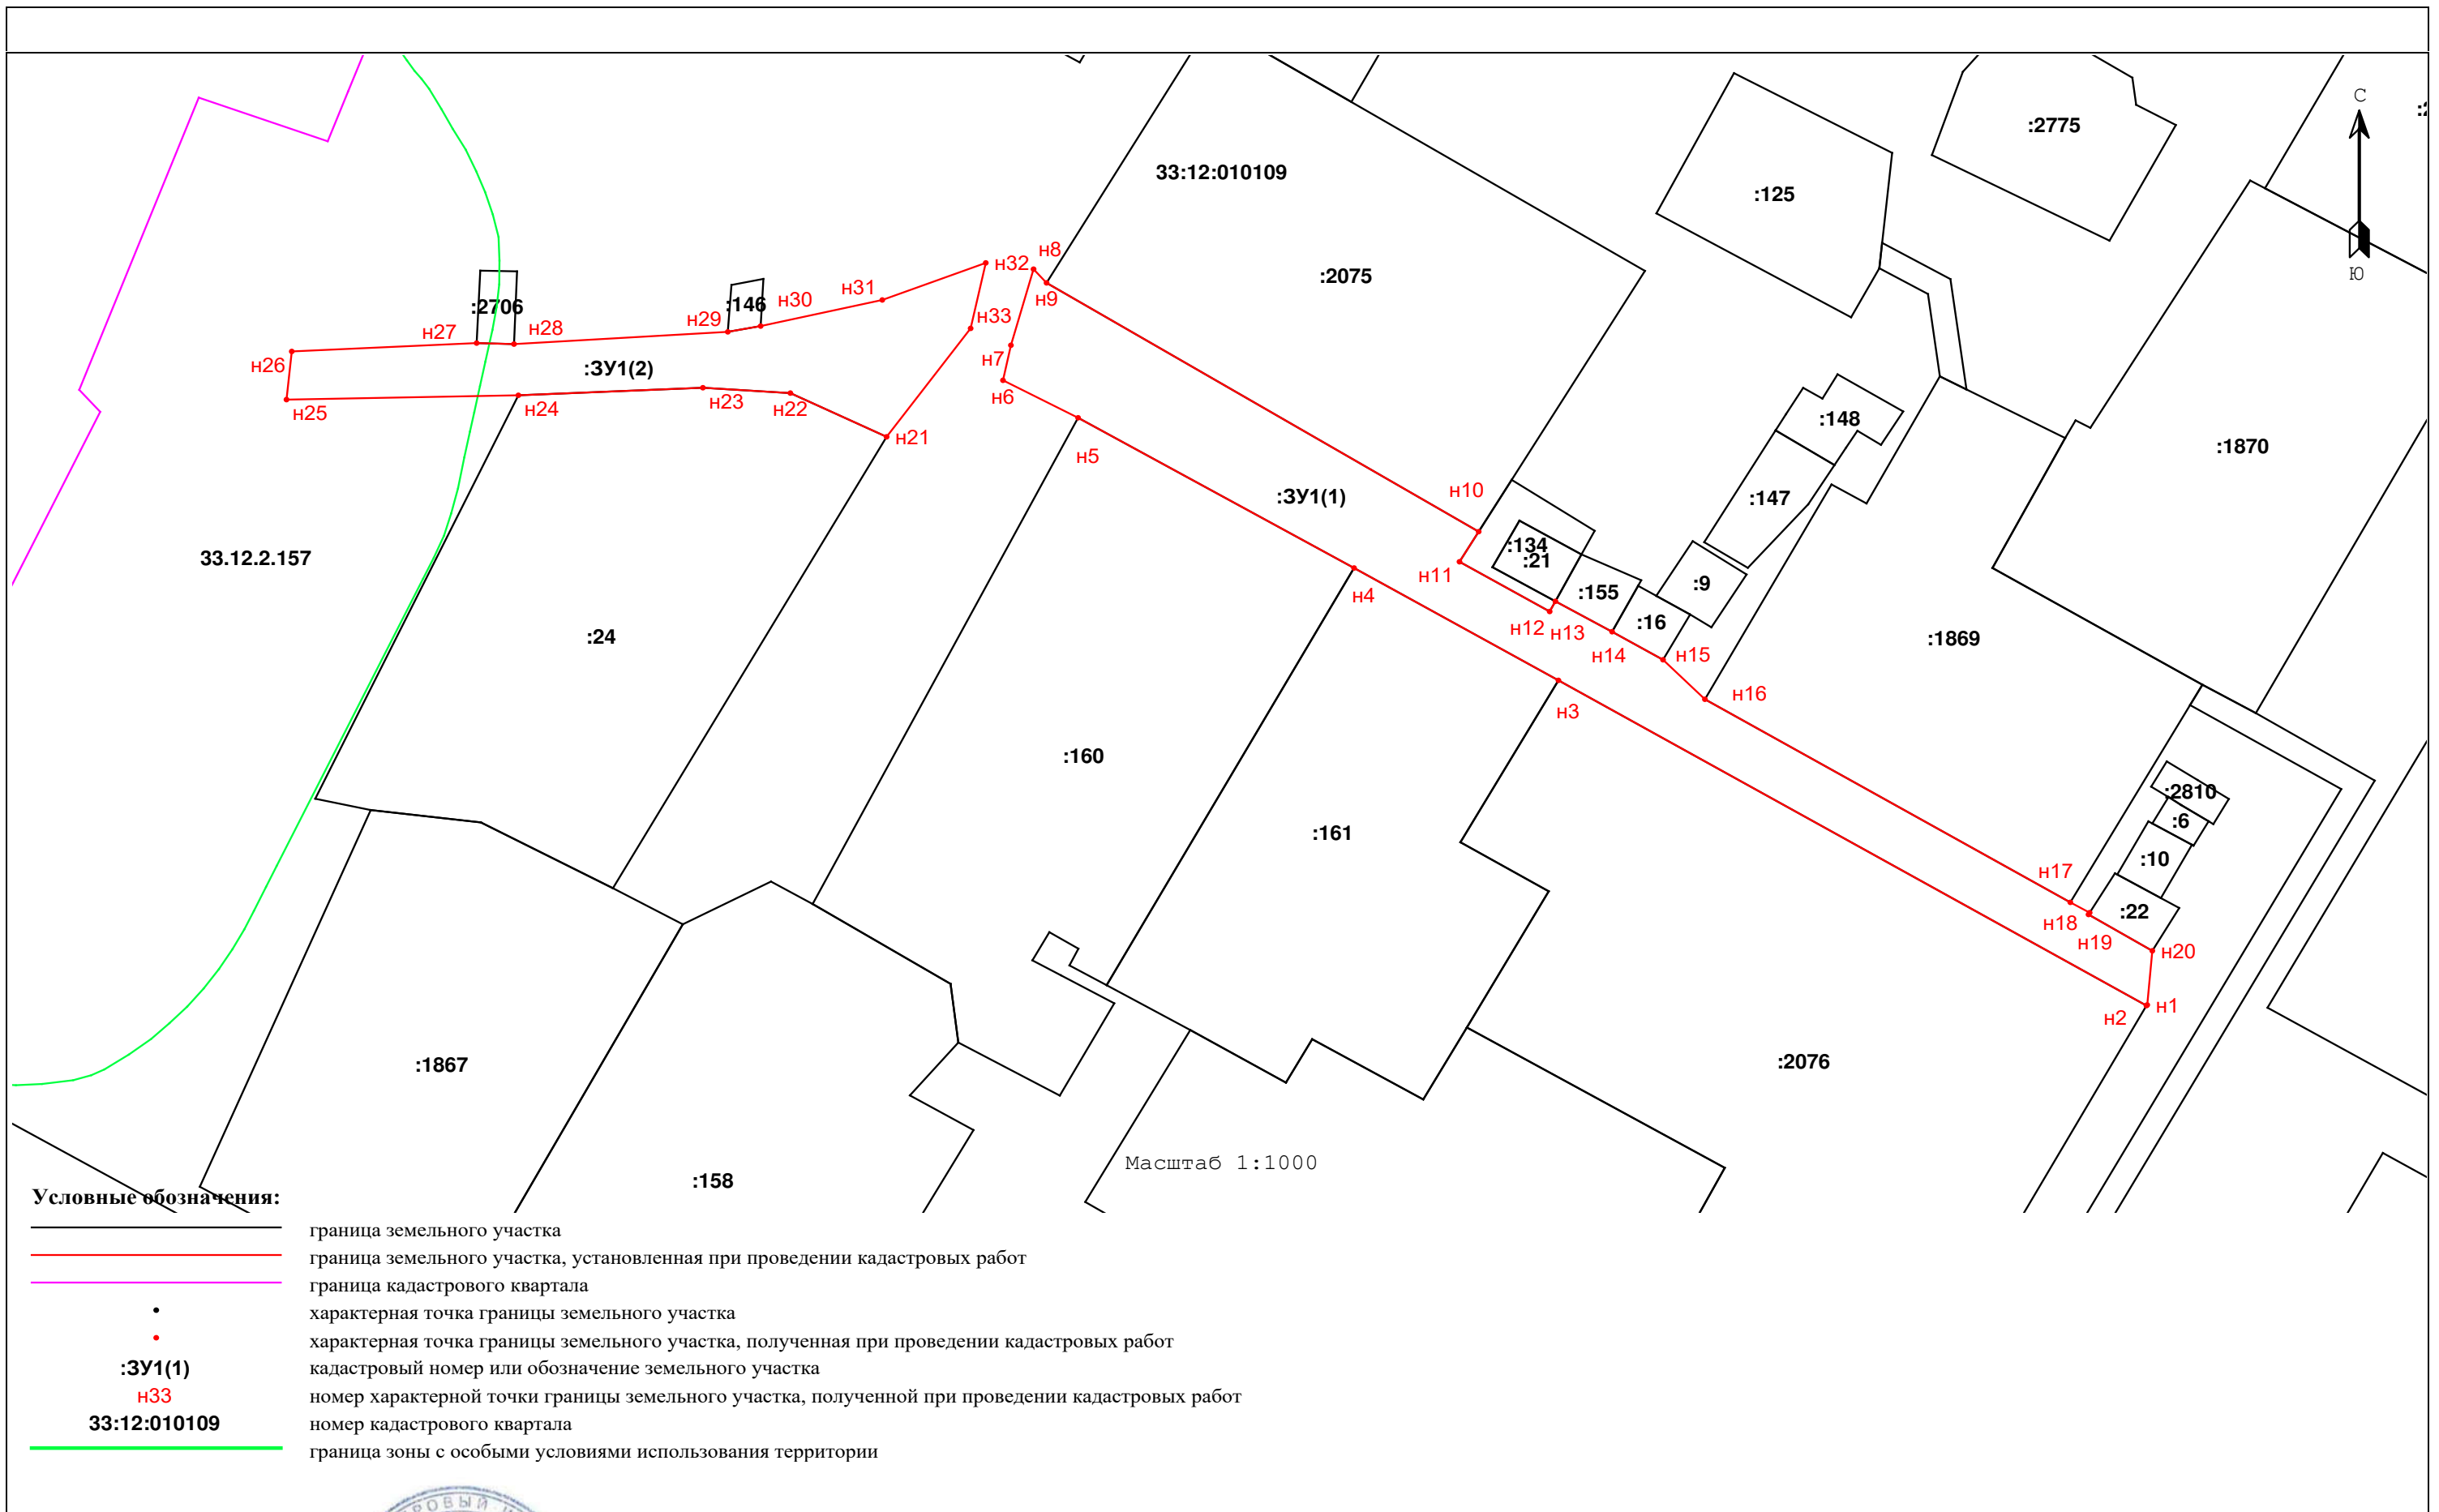 С
:2775
33:12:010109
:125
н8
н32
:2075
Ю
н31
н30
:146
н9
:2706
н29
н33
н28
н27
н7
н26
:ЗУ1(2)
н6
н23
н22
н24
н25
н21
н5
:148
:1870
н10
:ЗУ1(1)
:147
:134
:21
33.12.2.157
н11
:9
:155
н4
:16
н12
н13
:24
:1869
н14
н15
н16
н3
:160
:2810
:6
:161
:10
н17
:22
н18
н19
н20
н1
н2
:1867
:2076
Масштаб 1:1000
:158
Условные обозначения:
граница земельного участка
граница земельного участка, установленная при проведении кадастровых работ
граница кадастрового квартала
характерная точка границы земельного участка
характерная точка границы земельного участка, полученная при проведении кадастровых работ
:ЗУ1(1) кадастровый номер или обозначение земельного участка
н33 номер характерной точки границы земельного участка, полученной при проведении кадастровых работ
33:12:010109 номер кадастрового квартала
граница зоны с особыми условиями использования территории